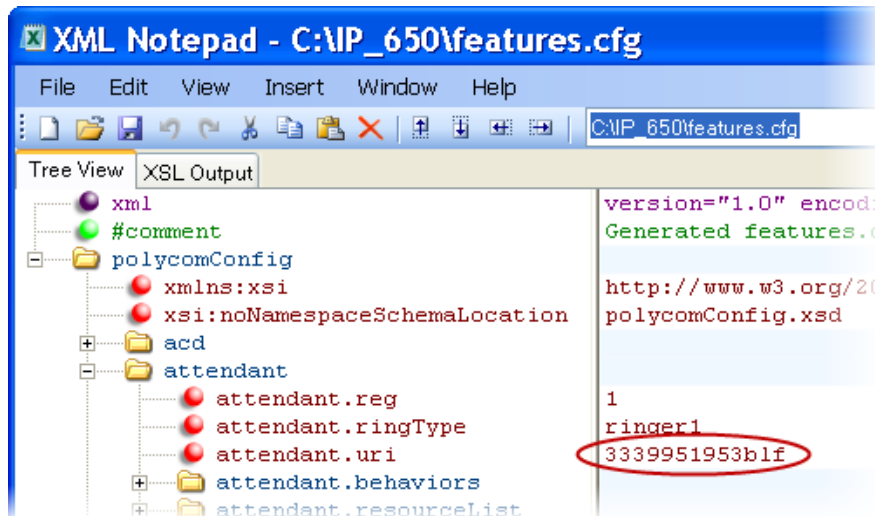 XML Notepad - C:\IP_650\features.cfg
File Edit View Insert Window Help
C:\IP_650\features.cfg
Tree View XSL Output
xml version="1.0" encod
#comment Generated features.
polycomConfig
xmlns:xsi http://www.w3.org/20
xsi:noNamespaceSchemaLocation polycomConfig.xsd
acd
attendant
attendant.reg 1
attendant.ringType ringer1
attendant.uri 3339951953blf
attendant.behaviors
attendant.resourceList